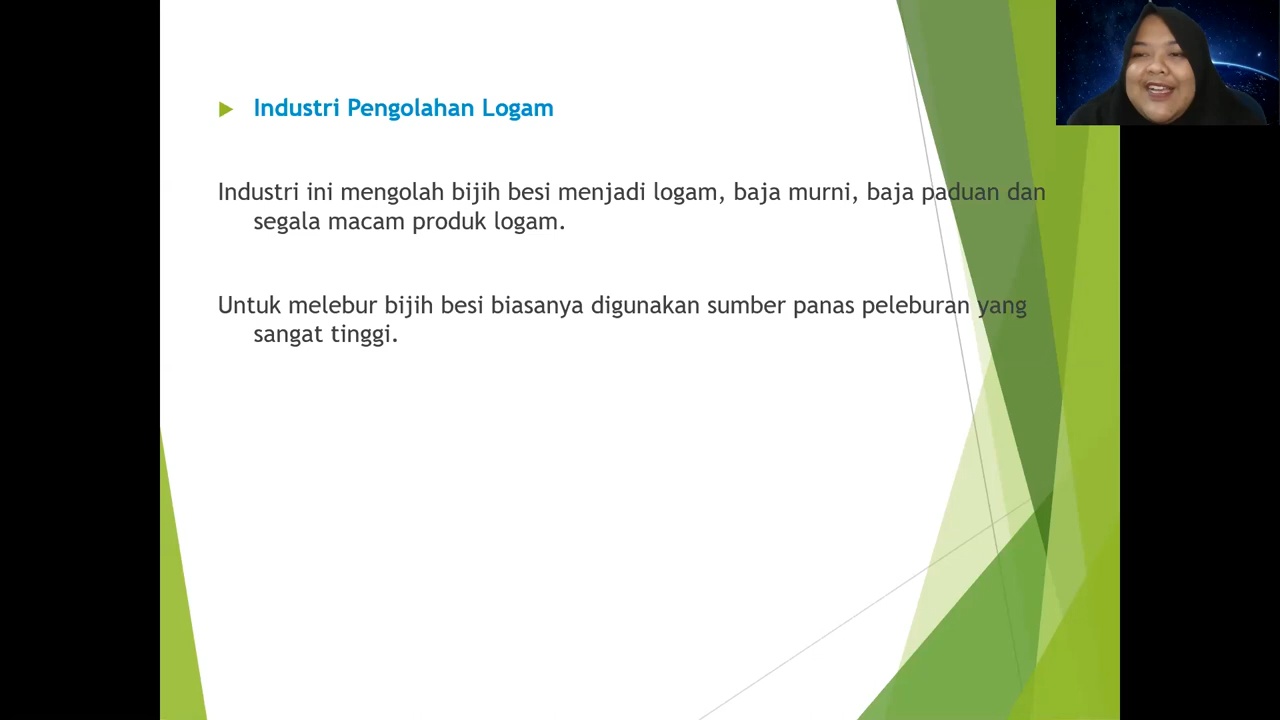 Industri Pengolahan Logam
Industri ini mengolah bijih besi menjadi logam, baja murni, baja paduan dan
segala macam produk logam.
Untuk melebur bijih besi biasanya digunakan sumber panas peleburan yang
sangat tinggi.